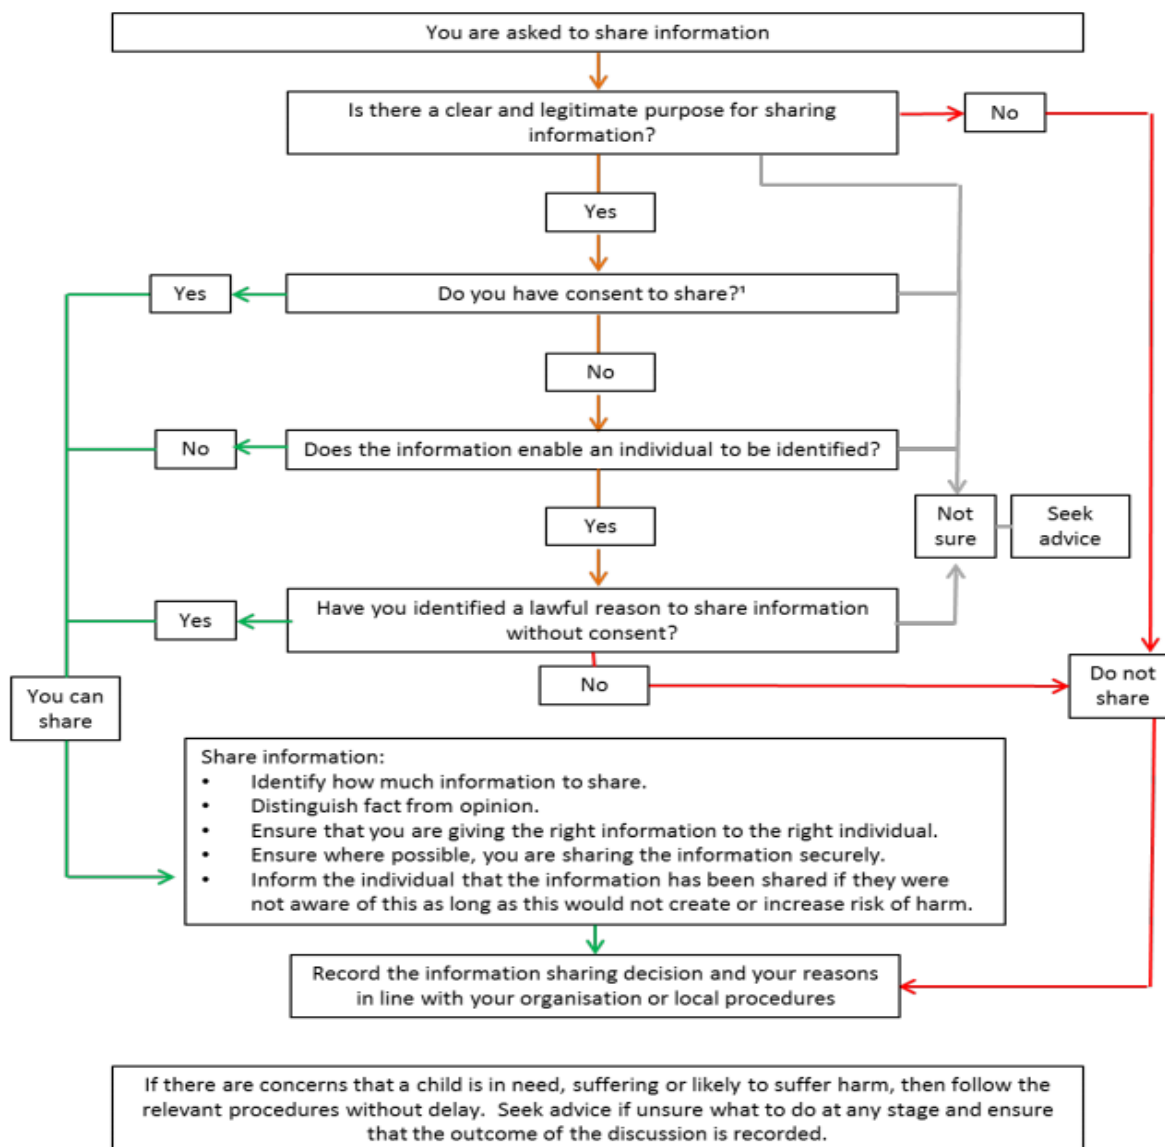 You are asked to share information
Is there a clear and legitimate purpose for sharing
information?
No
Yes
Yes
Do you have consent to share?¹
No
No
Does the information enable an individual to be identified?
Yes
Not
sure
Seek
advice
Yes
Have you identified a lawful reason to share information
without consent?
No
Do not
share
You can
share
Share information:
• Identify how much information to share.
• Distinguish fact from opinion.
• Ensure that you are giving the right information to the right individual.
• Ensure where possible, you are sharing the information securely.
• Inform the individual that the information has been shared if they were
not aware of this as long as this would not create or increase risk of harm.
Record the information sharing decision and your reasons
in line with your organisation or local procedures
If there are concerns that a child is in need, suffering or likely to suffer harm, then follow the
relevant procedures without delay. Seek advice if unsure what to do at any stage and ensure
that the outcome of the discussion is recorded.